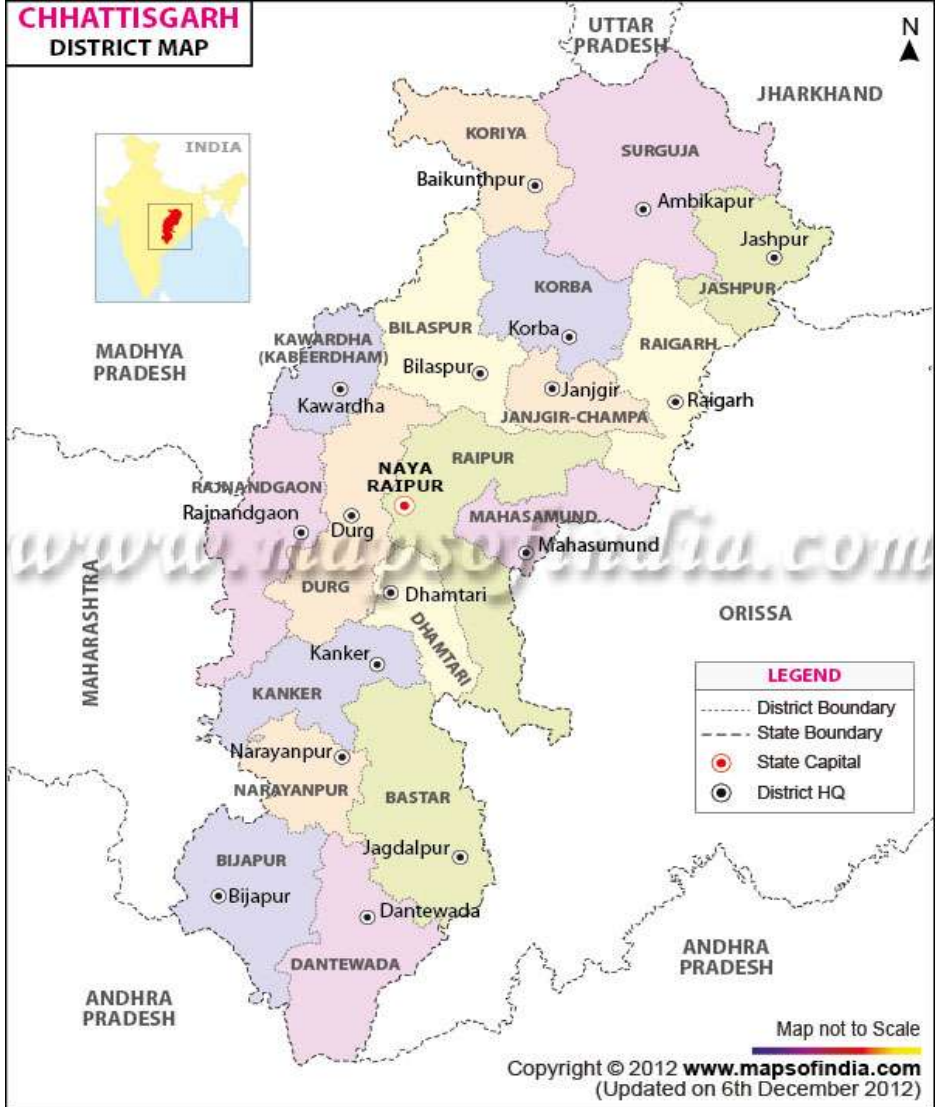 CHHATTISGARH
DISTRICT MAP
UTTAR
PRADESH
N
JHARKHAND
INDIA
KORIYA
SURGUJA
Baikunthpur
Ambikapur
Jashpur
JASHPUR
KORBA
Korba
BILASPUR
Bilaspur
RAIGARH
Raigarh
KAWARDHA
(KABEERDHAM)
Kawardha
MADHYA
PRADESH
Janjgir
JANJGIR-CHAMPA
RAIPUR
NAYA
RAIPUR
RAJNANDGAON
Rajnandgaon
Durg
MAHASAMUND
Mahasumund
www.mapsofindia.com
DURG
Dhamtari
DHAMTARI
MAHARASHTRA
ORISSA
Kanker
KANKER
LEGEND
District Boundary
State Boundary
State Capital
District HQ
Narayanpur
NARAYANPUR
BASTAR
Jagdalpur
BIJAPUR
Bijapur
Dantewada
DANTEWADA
ANDHRA
PRADESH
ANDHRA
PRADESH
Map not to Scale
Copyright © 2012 www.mapsofindia.com
(Updated on 6th December 2012)